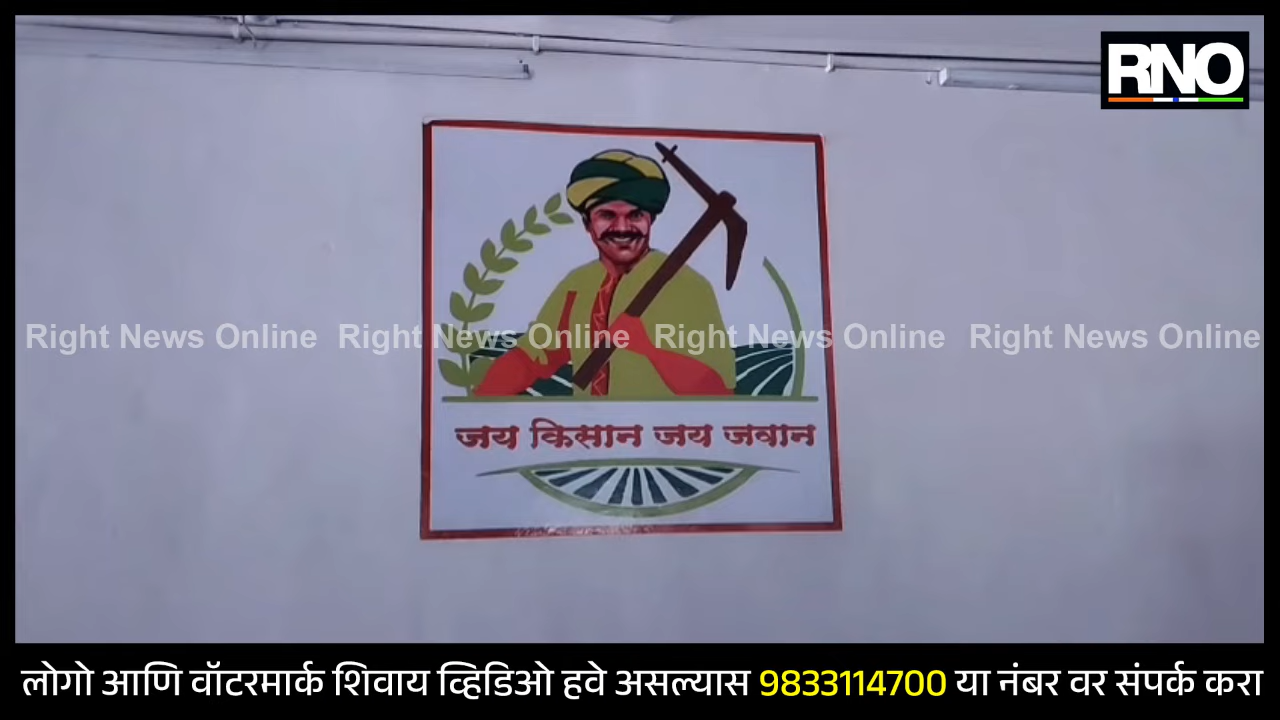 RNO
Right News Online Right News Online Right News Online Right News Online
जय किसान जय जवान
लोगो आणि वॉटरमार्क शिवाय व्हिडिओ हवे असल्यास 9833114700 या नंबर वर संपर्क करा